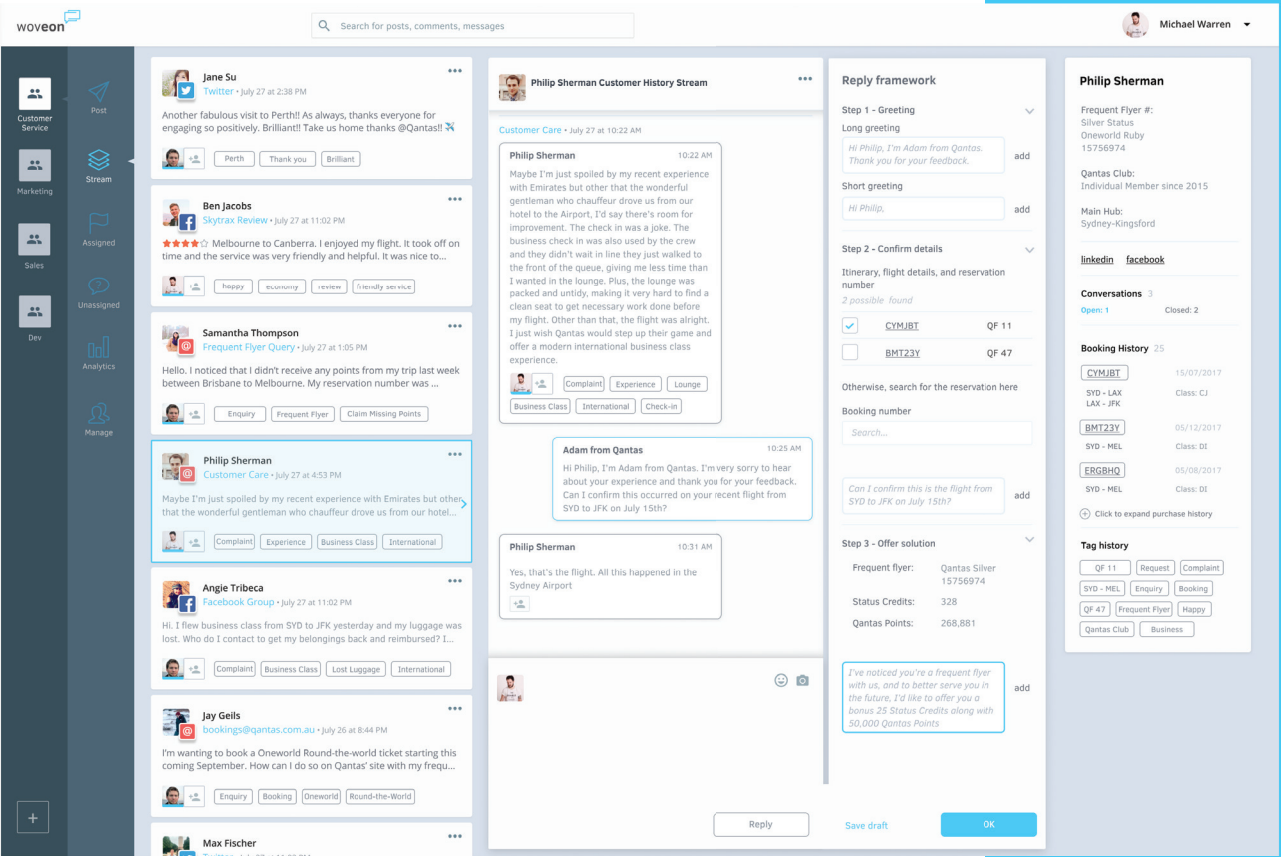 woveon
Search for posts, comments, messages
Michael Warren
Customer
Service
Marketing
Sales
Dev
+
Post
Stream
Assigned
Unassigned
Analytics
Manage
Jane Su
Twitter • July 27 at 2:38 PM
Another fabulous visit to Perth!! As always, thanks everyone for
engaging so positively. Brilliant!! Take us home thanks @Qantas!! ✈
Perth Thank you Brilliant
Ben Jacobs
Skytrax Review • July 27 at 11:02 PM
★★★★☆ Melbourne to Canberra. I enjoyed my flight. It took off on
time and the service was very friendly and helpful. It was nice to...
happy economy review friendly service
Samantha Thompson
Frequent Flyer Query • July 27 at 1:05 PM
Hello. I noticed that I didn't receive any points from my trip last week
between Brisbane to Melbourne. My reservation number was ...
Enquiry Frequent Flyer Claim Missing Points
Philip Sherman
Customer Care • July 27 at 4:53 PM
Maybe I'm just spoiled by my recent experience with Emirates but other
that the wonderful gentleman who chauffeur drove us from our hotel...
Complaint Experience Business Class International
Angie Tribeca
Facebook Group • July 27 at 11:02 PM
Hi. I flew business class from SYD to JFK yesterday and my luggage was
lost. Who do I contact to get my belongings back and reimbursed? I...
Complaint Business Class Lost Luggage International
Jay Geils
bookings@qantas.com.au • July 26 at 8:44 PM
I'm wanting to book a Oneworld Round-the-world ticket starting this
coming September. How can I do so on Qantas' site with my frequ...
Enquiry Booking Oneworld Round-the-World
Max Fischer
Philip Sherman Customer History Stream
Customer Care • July 27 at 10:22 AM
Philip Sherman 10:22 AM
Maybe I'm just spoiled by my recent experience
with Emirates but other that the wonderful
gentleman who chauffeur drove us from our
hotel to the Airport, I'd say there's room for
improvement. The check in was a joke. The
business check in was also used by the crew
and they didn't wait in line they just walked to
the front of the queue, giving me less time than
I wanted in the lounge. Plus, the lounge was
packed and untidy, making it very hard to find a
clean seat to get necessary work done before
my flight. Other than that, the flight was alright.
I just wish Qantas would step up their game and
offer a modern international business class
experience.
Complaint Experience Lounge
Business Class International Check-in
Adam from Qantas 10:25 AM
Hi Philip, I'm Adam from Qantas. I'm very sorry to hear
about your experience and thank you for your feedback.
Can I confirm this occurred on your recent flight from
SYD to JFK on July 15th?
Philip Sherman 10:31 AM
Yes, that's the flight. All this happened in the
Sydney Airport
Reply
Reply framework
Step 1 - Greeting
Long greeting
Hi Philip, I'm Adam from Qantas.
Thank you for your feedback.
add
Short greeting
Hi Philip,
add
Step 2 - Confirm details
Itinerary, flight details, and reservation
number
2 possible found
CYMJBT QF 11
BMT23Y QF 47
Otherwise, search for the reservation here
Booking number
Search...
Can I confirm this is the flight from
SYD to JFK on July 15th?
add
Step 3 - Offer solution
Frequent flyer: Qantas Silver
15756974
Status Credits: 328
Qantas Points: 268,881
I've noticed you're a frequent flyer
with us, and to better serve you in
the future, I'd like to offer you a
bonus 25 Status Credits along with
50,000 Qantas Points
add
Save draft
OK
Philip Sherman
Frequent Flyer #:
Silver Status
Oneworld Ruby
15756974
Qantas Club:
Individual Member since 2015
Main Hub:
Sydney-Kingsford
linkedin facebook
Conversations 3
Open: 1 Closed: 2
Booking History 25
CYMJBT 15/07/2017
SYD - LAX Class: CJ
LAX - JFK
BMT23Y 05/12/2017
SYD - MEL Class: DI
ERGBHQ 05/08/2017
SYD - MEL Class: DI
Click to expand purchase history
Tag history
QF 11 Request Complaint
SYD - MEL Enquiry Booking
QF 47 Frequent Flyer Happy
Qantas Club Business